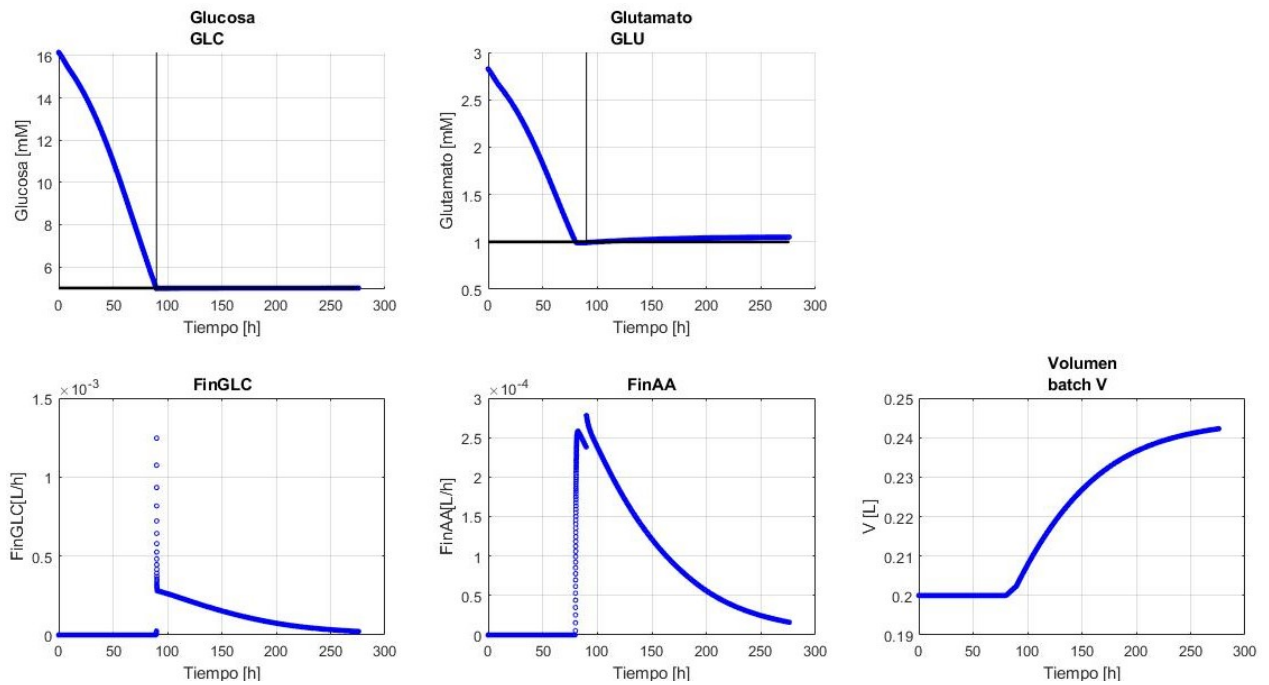 Glucosa
GLC
Glucosa [mM]
16
14
12
10
8
6
0 50 100 150 200 250 300
Tiempo [h]
Glutamato
GLU
Glutamato [mM]
3
2.5
2
1.5
1
0.5
0 50 100 150 200 250 300
Tiempo [h]
FinGLC
×10⁻³
FinGLC[L/h]
1.5
1
0.5
0
0 50 100 150 200 250 300
Tiempo [h]
FinAA
×10⁻⁴
FinAA[L/h]
3
2.5
2
1.5
1
0.5
0
0 50 100 150 200 250 300
Tiempo [h]
Volumen
batch V
V [L]
0.25
0.24
0.23
0.22
0.21
0.2
0.19
0 50 100 150 200 250 300
Tiempo [h]